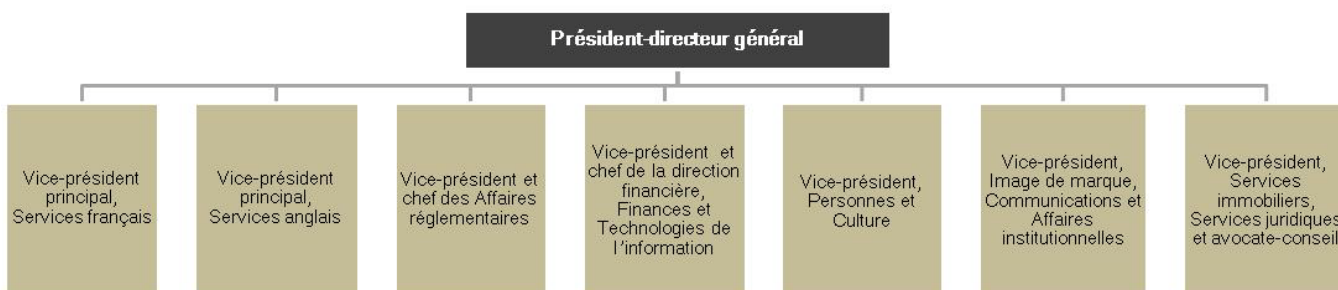 Président-directeur général
Vice-président
principal,
Services français
Vice-président
principal,
Services anglais
Vice-président et
chef des Affaires
réglementaires
Vice-président et
chef de la direction
financière,
Finances et
Technologies de
l'information
Vice-président,
Personnes et
Culture
Vice-président,
Image de marque,
Communications et
Affaires
institutionnelles
Vice-président,
Services
immobiliers,
Services juridiques
et avocate-conseil